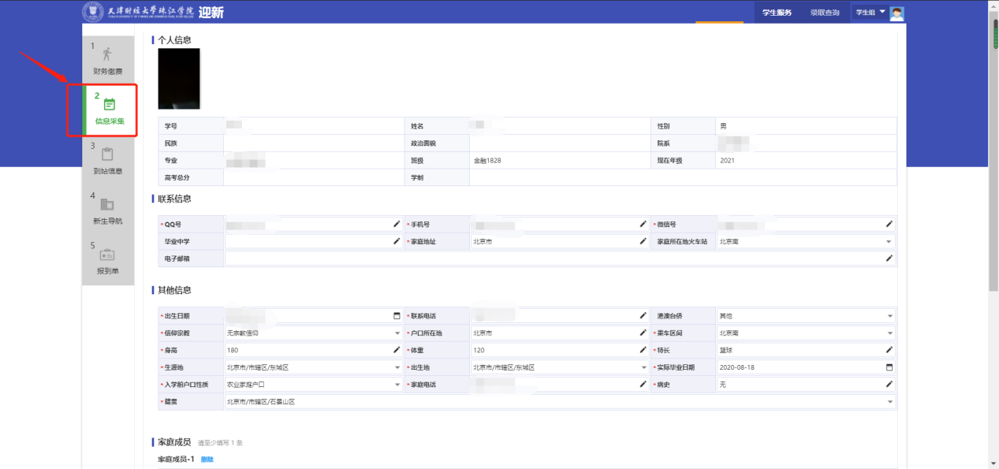 天津财经大学珠江学院 迎新
学生服务 录取查询 学生组
1
财务缴费
2
信息采集
3
到站信息
4
新生导航
5
报到单
个人信息
学号 姓名 性别 男
民族 政治面貌 院系
专业 班级 金融1828 现在年级 2021
高考总分 学制
联系信息
*QQ号 *手机号 *微信号
毕业中学 *家庭地址 北京市 家庭所在地火车站 北京南
电子邮箱
其他信息
*出生日期 *联系电话 港澳台侨 其他
*信仰宗教 无宗教信仰 *户口所在地 北京市 *乘车区间 北京南
*身高 180 *体重 120 *特长 篮球
*生源地 北京市/市辖区/东城区 *出生地 北京市/市辖区/东城区 *实际毕业日期 2020-08-18
*入学前户口性质 农业家庭户口 *家庭电话 *病史 无
*籍贯 北京市/市辖区/石景山区
家庭成员 请至少填写 1 条
家庭成员-1 删除